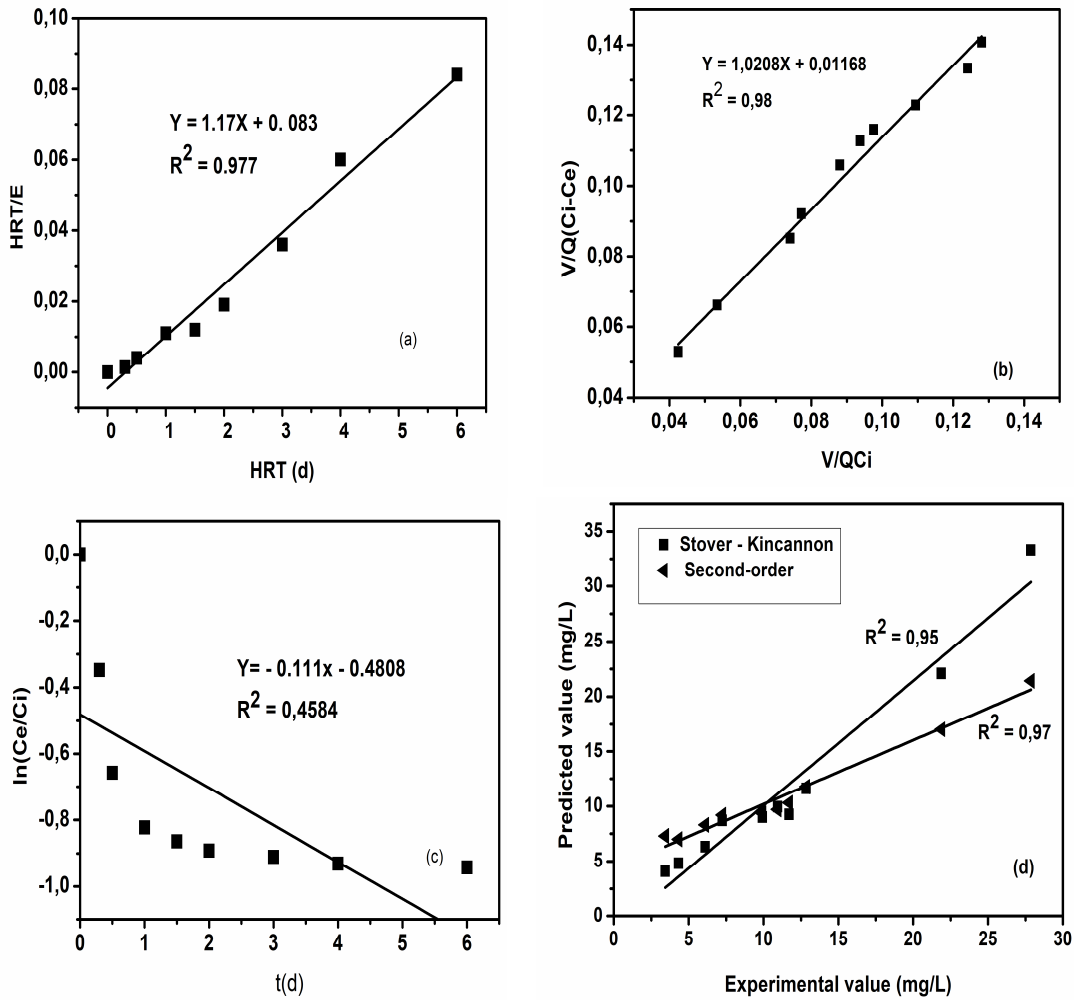 0,10
0,08
0,06
0,04
0,02
0,00
HRT/E
Y = 1.17X + 0. 083
R2 = 0.977
(a)
0 1 2 3 4 5 6
HRT (d)
0,14
0,12
0,10
0,08
0,06
0,04
V/Q(Ci-Ce)
Y = 1,0208X + 0,01168
R2 = 0,98
(b)
0,04 0,06 0,08 0,10 0,12 0,14
V/QCi
0,0
-0,2
-0,4
-0,6
-0,8
-1,0
ln(Ce/Ci)
Y= - 0.111x - 0.4808
R2 = 0,4584
(c)
0 1 2 3 4 5 6
t(d)
35
30
25
20
15
10
5
0
Predicted value (mg/L)
Stover - Kincannon
Second-order
R2 = 0,95
R2 = 0,97
(d)
0 5 10 15 20 25 30
Experimental value (mg/L)